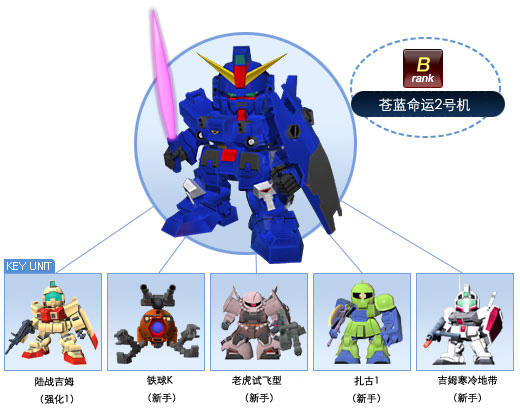 B
rank
苍蓝命运2号机
KEY UNIT
陆战吉姆
(强化1)
铁球K
(新手)
老虎试飞型
(新手)
扎古1
(新手)
吉姆寒冷地带
(新手)